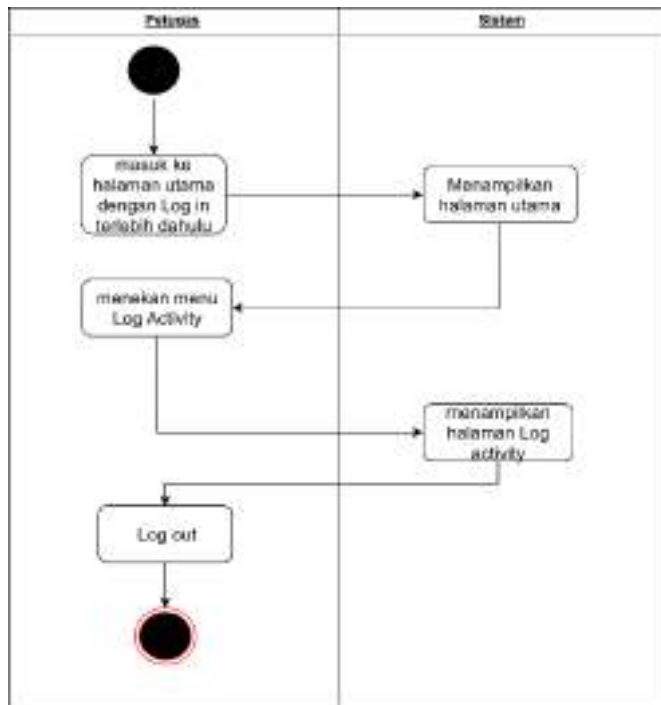 Petugas
Sistem
masuk ke
halaman utama
dengan Log in
terlebih dahulu
Menampilkan
halaman utama
menekan menu
Log Activity
menampilkan
halaman Log
activity
Log out